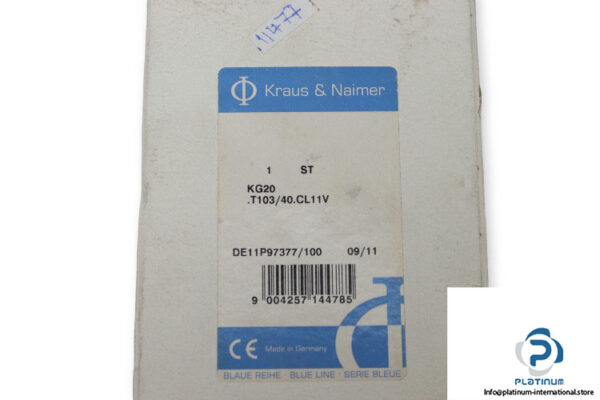 11477
Kraus & Naimer
1 ST
KG20
.T103/40.CL11V
DE11P97377/100 09/11
9 004257 144785
CE Made in Germany
BLAUE REIHE · BLUE LINE · SERIE BLEUE
PLATINUM
Info@platinum-international.store